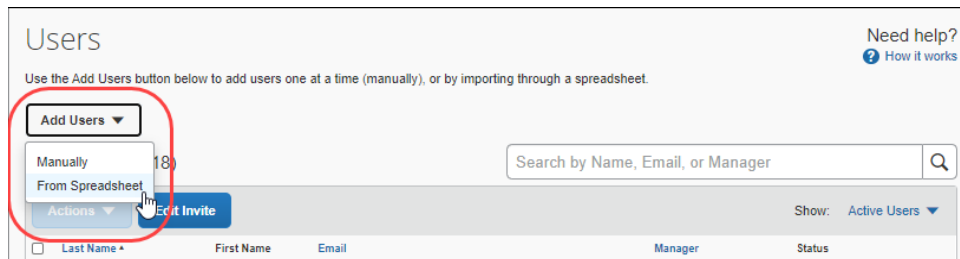 Users
Need help?
How it works
Use the Add Users button below to add users one at a time (manually), or by importing through a spreadsheet.
Add Users
Manually
18)
Search by Name, Email, or Manager
From Spreadsheet
Actions
Edit Invite
Show: Active Users
Last Name First Name Email Manager Status